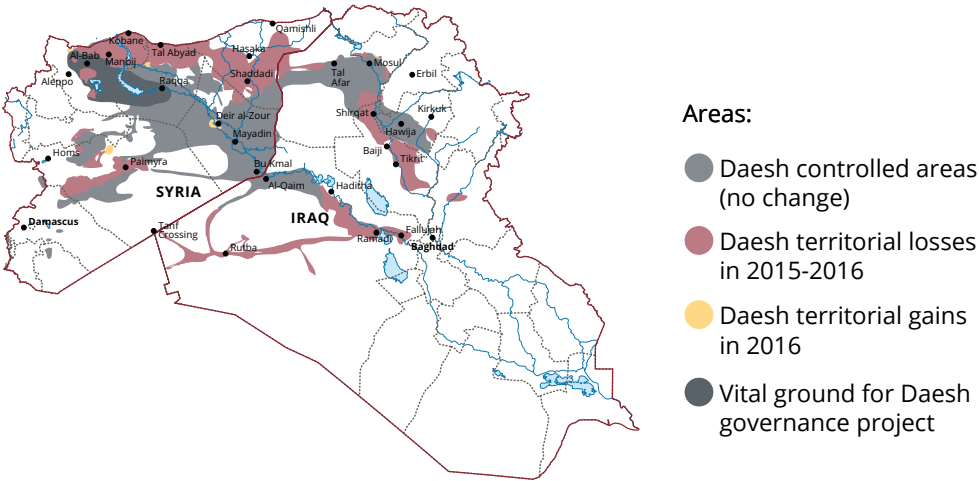 Qamishli
Kobane
Tal Abyad
Hasaka
Al-Bab
Manbij
Mosul
Tal
Afar
Erbil
Aleppo
Raqqa
Shaddadi
Shirqat
Kirkuk
Deir al-Zour
Hawija
Mayadin
Baiji
Tikrit
Homs
Palmyra
Bu Kmal
Al-Qaim
Haditha
SYRIA
IRAQ
Damascus
Tanf
Crossing
Rutba
Ramadi
Fallujah
Baghdad
Areas:
Daesh controlled areas
(no change)
Daesh territorial losses
in 2015-2016
Daesh territorial gains
in 2016
Vital ground for Daesh
governance project